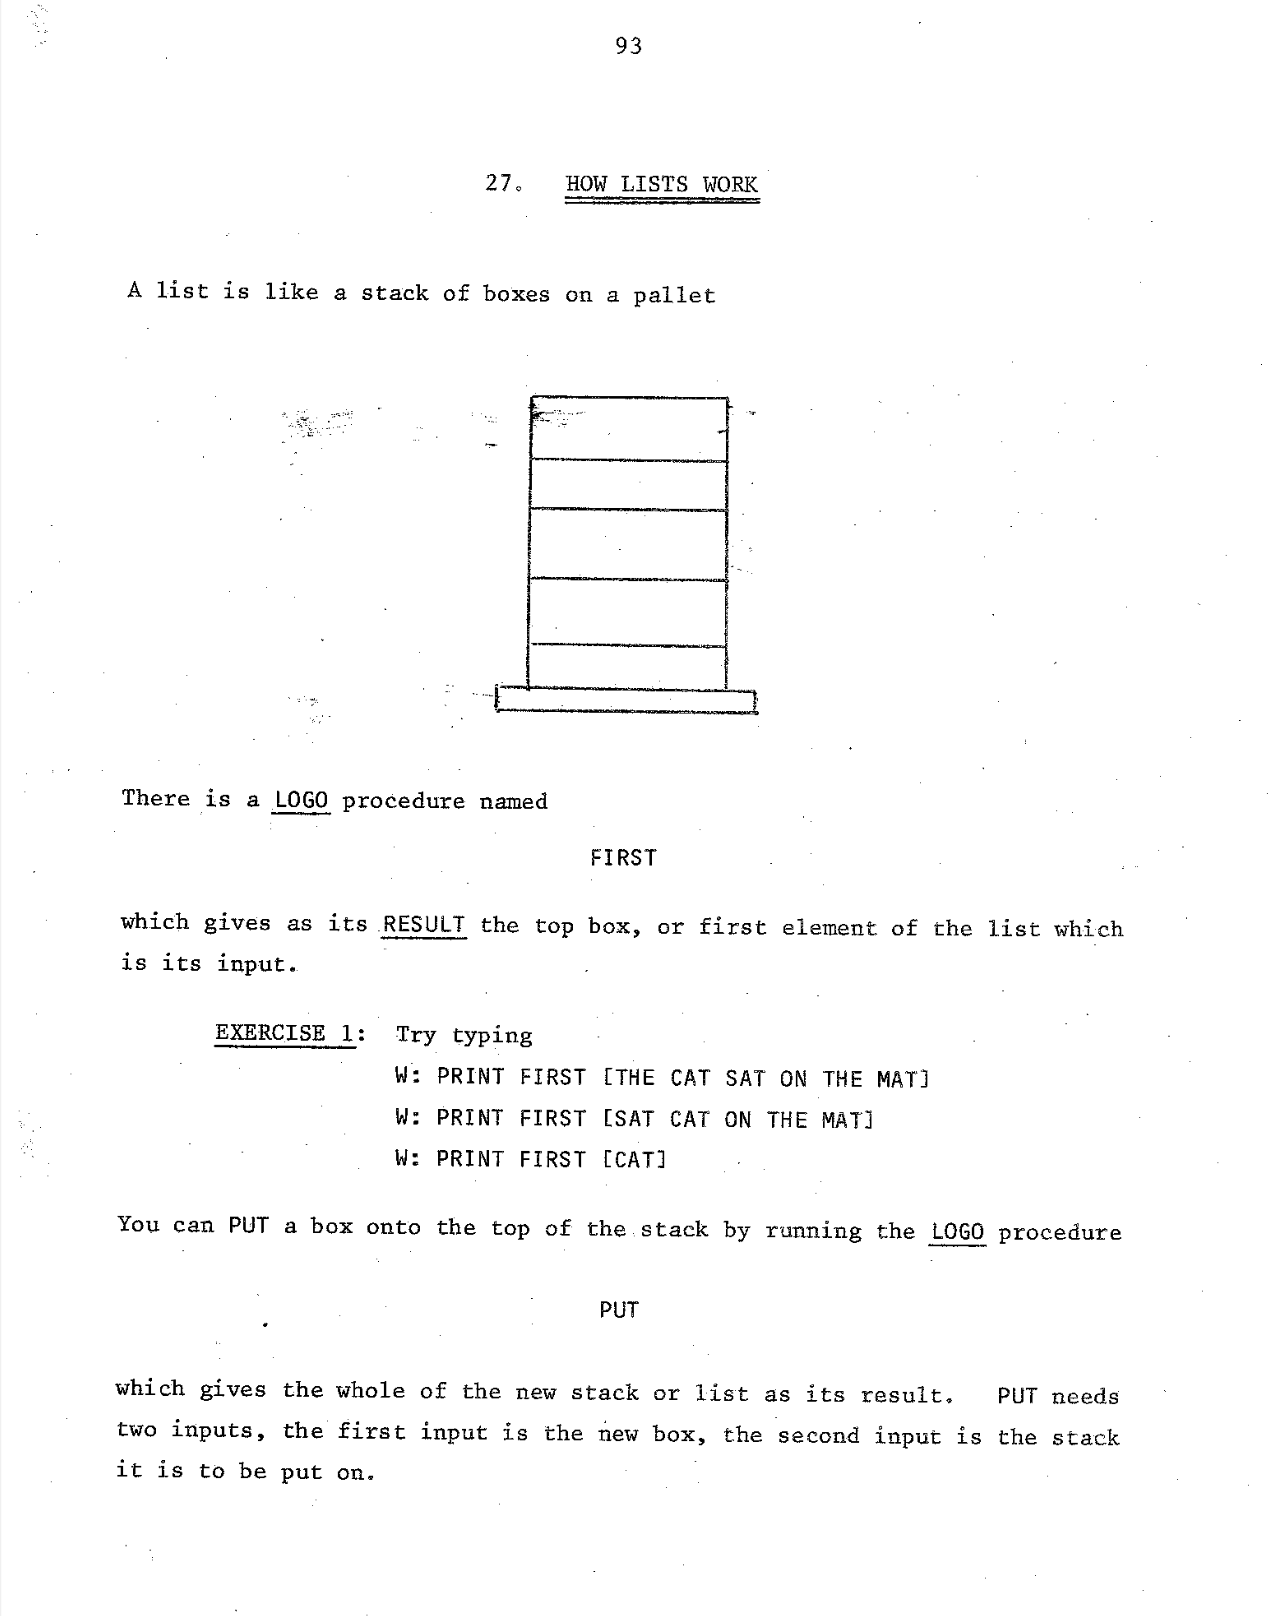 93
27. HOW LISTS WORK
A list is like a stack of boxes on a pallet
There is a LOGO procedure named
FIRST
which gives as its RESULT the top box, or first element of the list which
is its input.
EXERCISE 1: Try typing
W: PRINT FIRST [THE CAT SAT ON THE MAT]
W: PRINT FIRST [SAT CAT ON THE MAT]
W: PRINT FIRST [CAT]
You can PUT a box onto the top of the stack by running the LOGO procedure
PUT
which gives the whole of the new stack or list as its result. PUT needs
two inputs, the first input is the new box, the second input is the stack
it is to be put on.